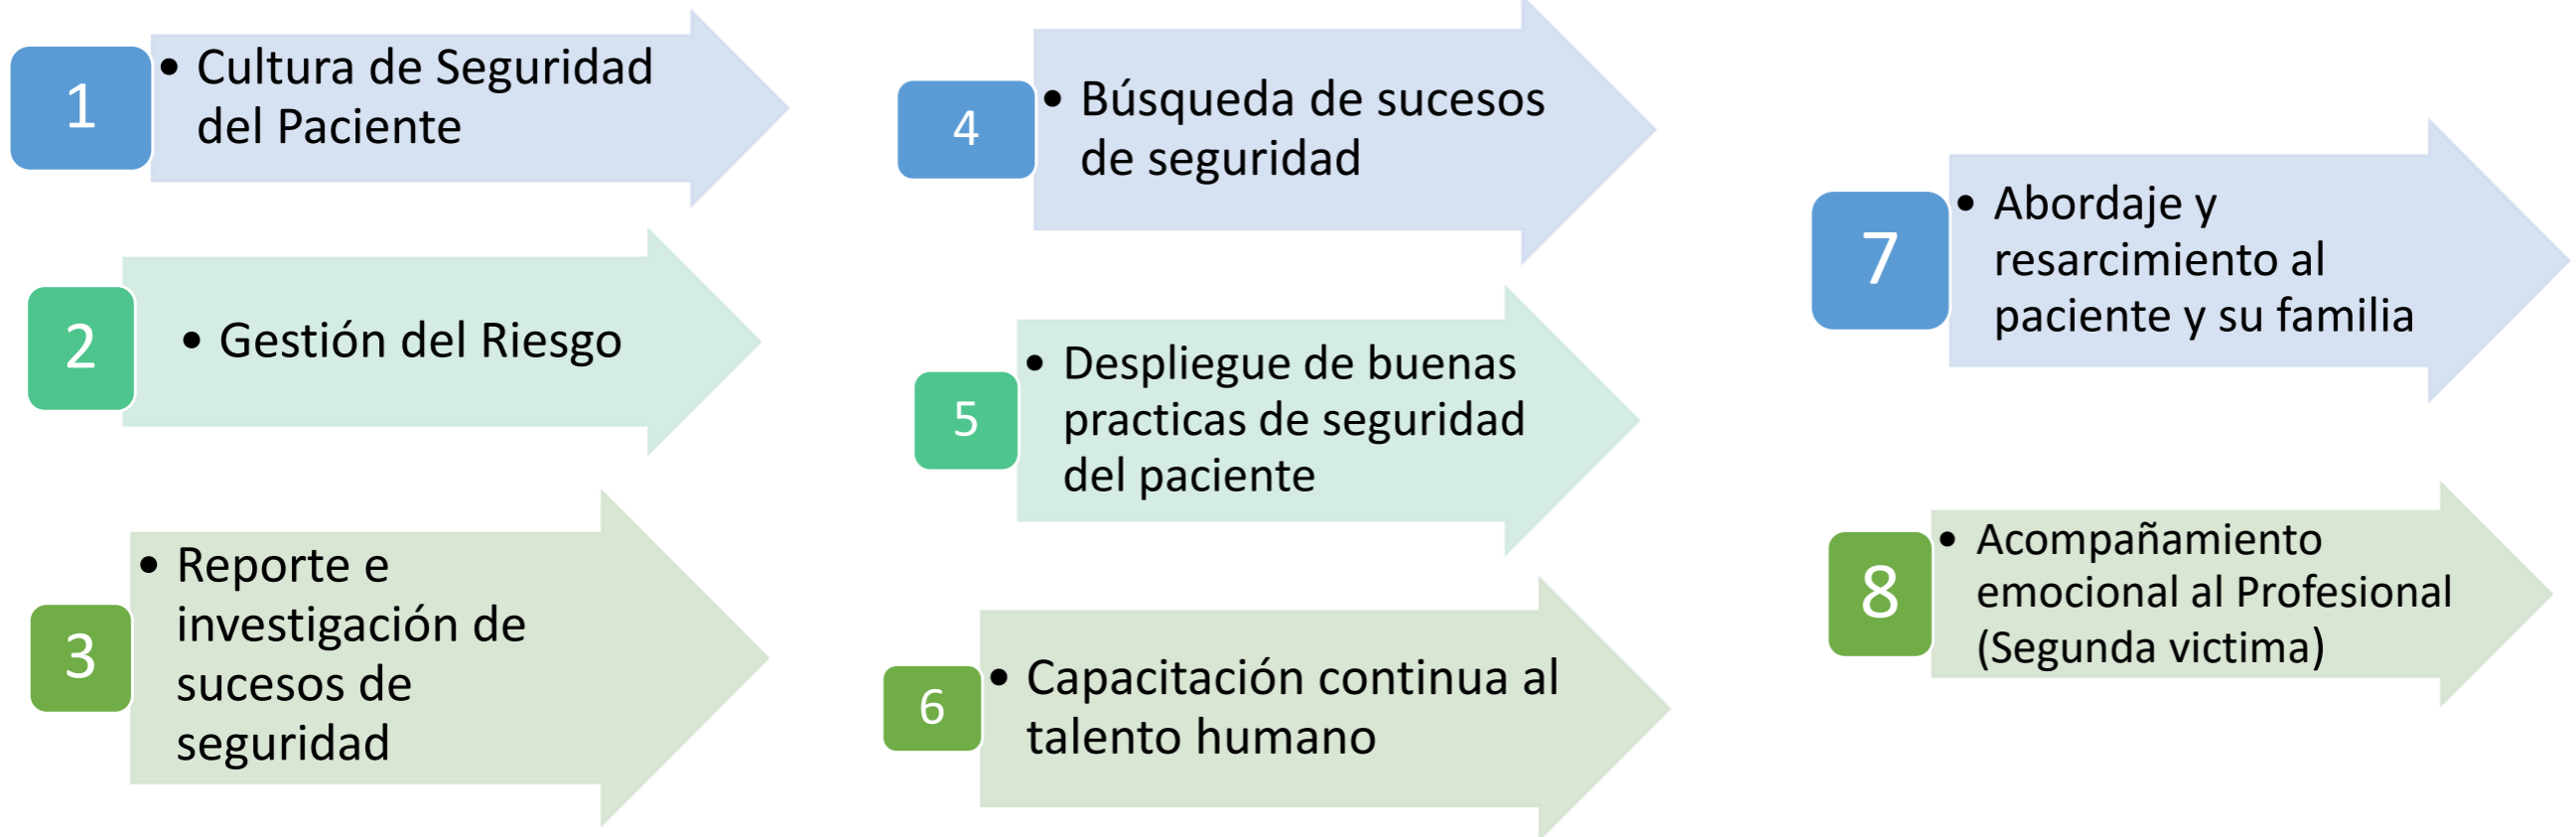 1
• Cultura de Seguridad
del Paciente
2
• Gestión del Riesgo
3
• Reporte e
investigación de
sucesos de
seguridad
4
• Búsqueda de sucesos
de seguridad
5
• Despliegue de buenas
practicas de seguridad
del paciente
6
• Capacitación continua al
talento humano
7
• Abordaje y
resarcimiento al
paciente y su familia
8
• Acompañamiento
emocional al Profesional
(Segunda victima)